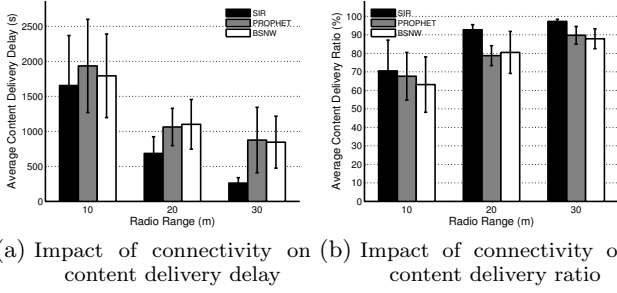 SIR
PROPHET
BSNW
Average Content Delivery Delay (s)
2500
2000
1500
1000
500
0
10 20 30
Radio Range (m)
SIR
PROPHET
BSNW
Average Content Delivery Ratio (%)
100
90
80
70
60
50
40
30
20
10
0
10 20 30
Radio Range (m)
a) Impact of connectivity on
content delivery delay
(b) Impact of connectivity o
content delivery ratio